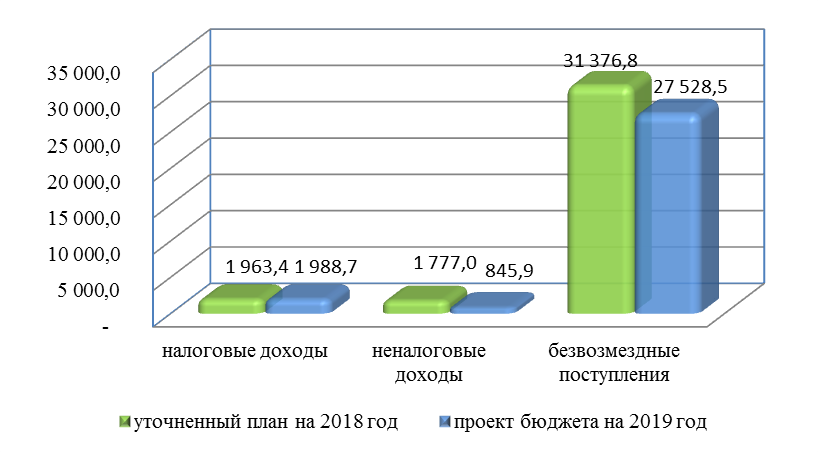 31 376,8
27 528,5
35 000,0
30 000,0
25 000,0
20 000,0
15 000,0
10 000,0
5 000,0
-
1 963,4 1 988,7
1 777,0
845,9
налоговые доходы
неналоговые
доходы
безвозмездные
поступления
уточненный план на 2018 год
проект бюджета на 2019 год